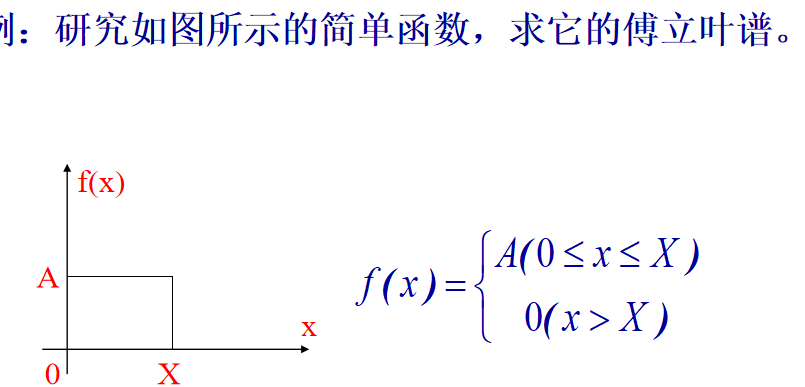 例：研究如图所示的简单函数，求它的傅立叶谱。
f(x)
A
x
0
X
f(x)={A(0≤x≤X)
0(x>X)